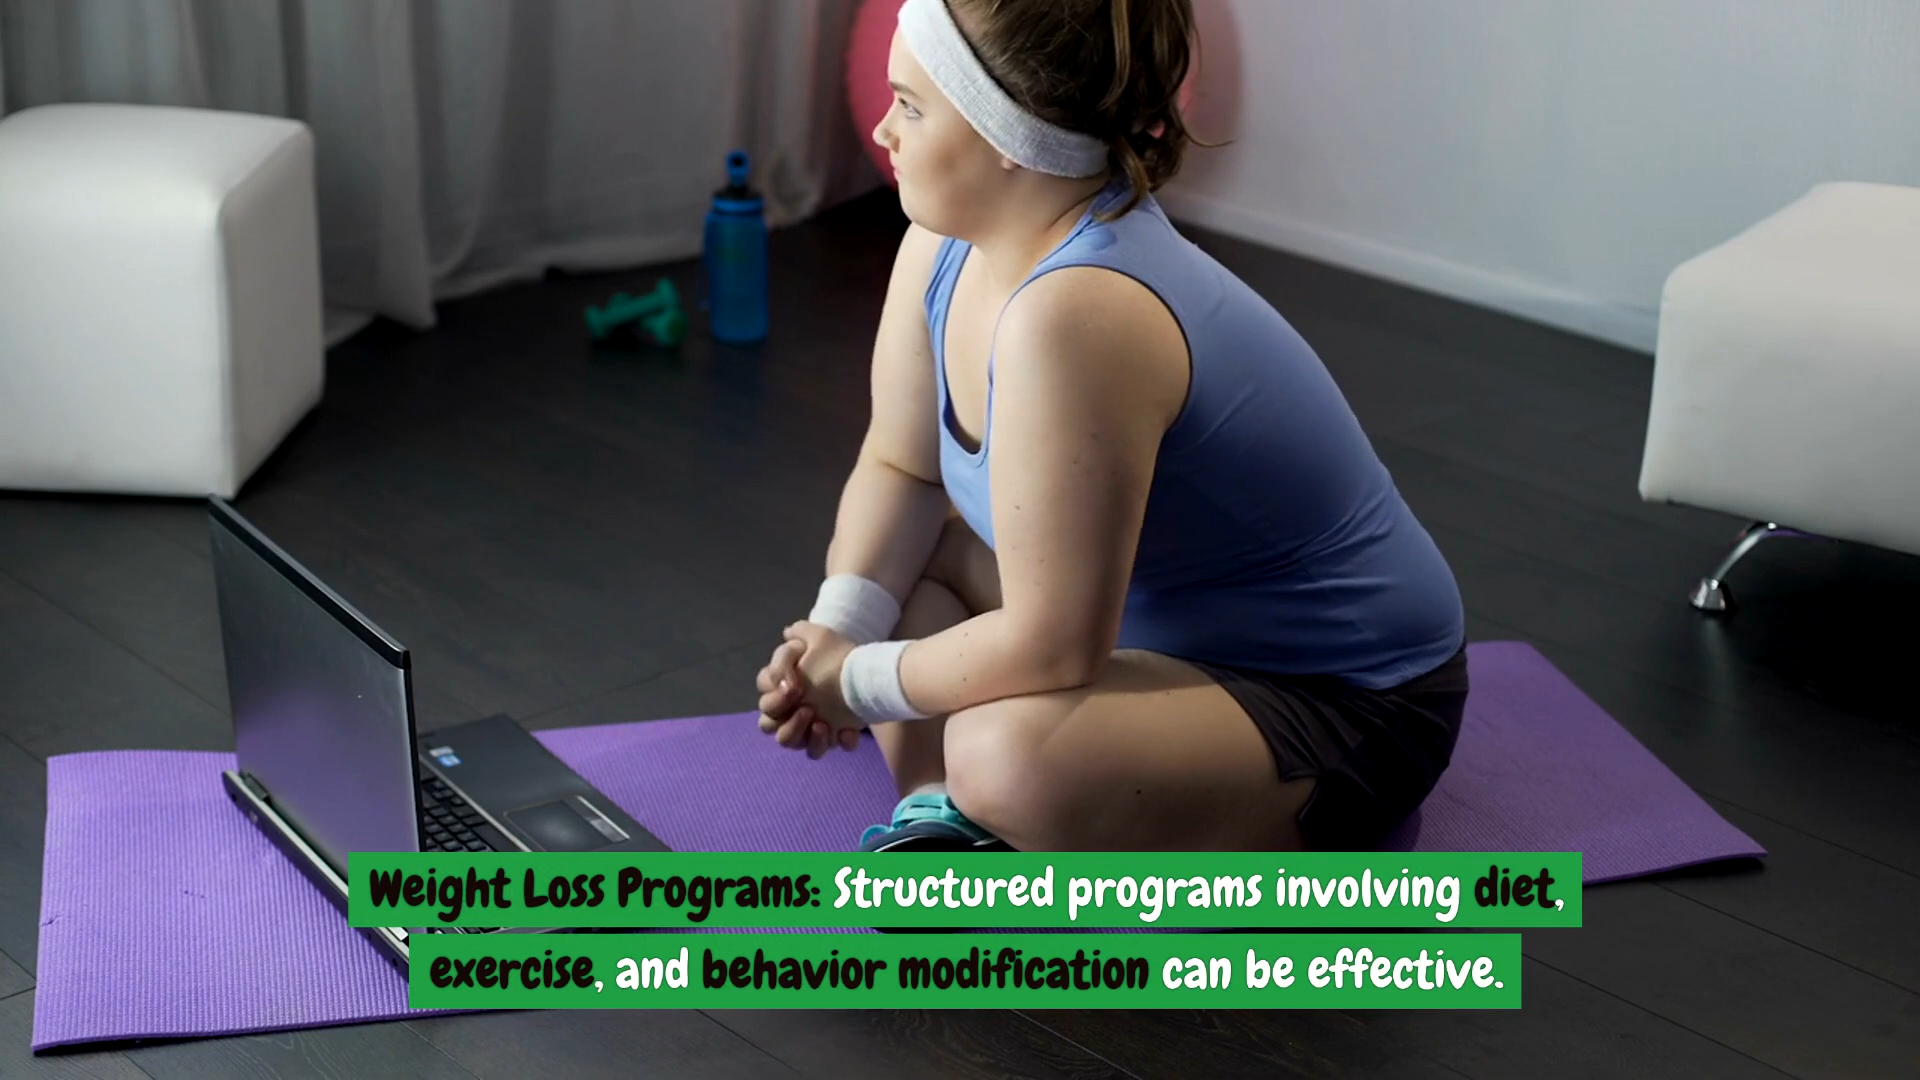 Weight Loss Programs: Structured programs involving diet,
exercise, and behavior modification can be effective.